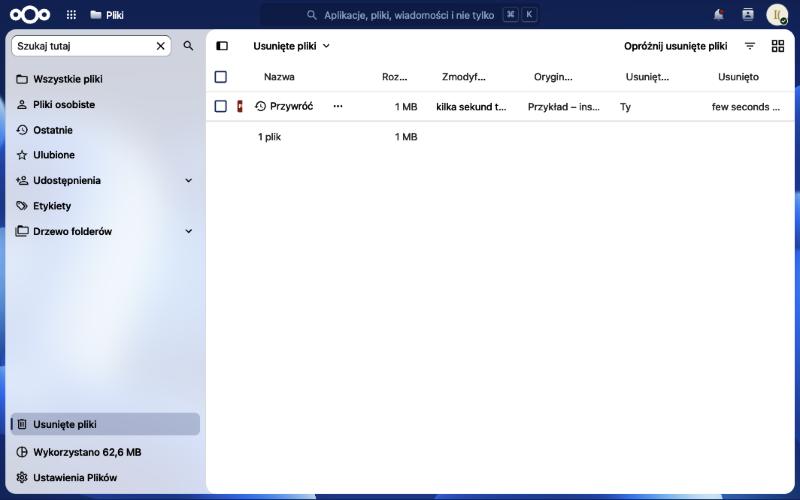 Pliki
Aplikacje, pliki, wiadomości i nie tylko
⌘ K
Szukaj tutaj
Wszystkie pliki
Pliki osobiste
Ostatnie
Ulubione
Udostępnienia
Etykiety
Drzewo folderów
Usunięte pliki
Wykorzystano 62,6 MB
Ustawienia Plików
Usunięte pliki
Opróżnij usunięte pliki
Nazwa Roz... Zmodyf... Orygin... Usunięt... Usunięto
Przywróć ... 1 MB kilka sekund t... Przykład – ins... Ty few seconds ...
1 plik 1 MB